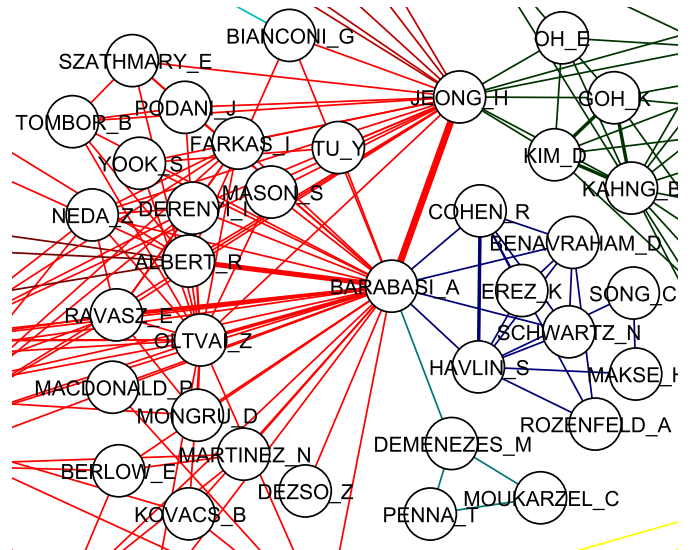 BIANCONI_G
OH_E
SZATHMARY_E
JEONG_H
GOH_K
PODANI_J
TOMBOR_B
FARKAS_I
TU_Y
KIM_D
YOOK_S
KAHNG_B
MASON_S
NEDA_Z
DERENYI_I
COHEN_R
BENAVRAHAM_D
ALBERT_R
BARABASI_A
EREZ_K
SONG_C
RAVASZ_E
OLTVAI_Z
SCHWARTZ_N
HAVLIN_S
MAKSE_H
MACDONALD_P
MONGRU_D
ROZENFELD_A
DEMENEZES_M
MARTINEZ_N
BERLOW_E
DEZSO_Z
MOUKARZEL_C
KOVACS_B
PENNA_T